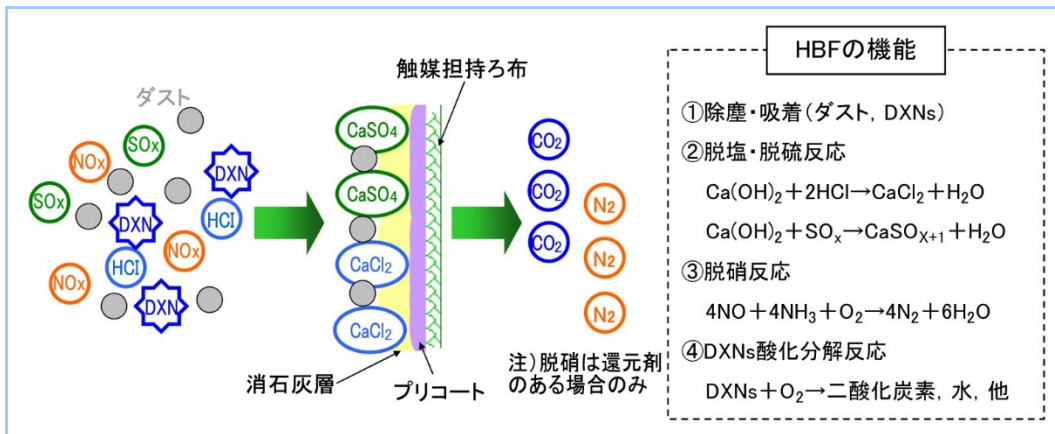 ダスト
SOx
NOx
DXN
SOx
HCl
DXN
NOx
HCl
NOx
DXN
触媒担持ろ布
CaSO₄
CaSO₄
CaCl₂
CaCl₂
消石灰層
プリコート
CO₂
CO₂
CO₂
N₂
N₂
N₂
注)脱硝は還元剤
のある場合のみ
HBFの機能
①除塵・吸着(ダスト, DXNs)
②脱塩・脱硫反応
Ca(OH)₂+2HCl→CaCl₂+H₂O
Ca(OH)₂+SOₓ→CaSOX+1+H₂O
③脱硝反応
4NO+4NH₃+O₂→4N₂+6H₂O
④DXNs酸化分解反応
DXNs+O₂→二酸化炭素, 水, 他